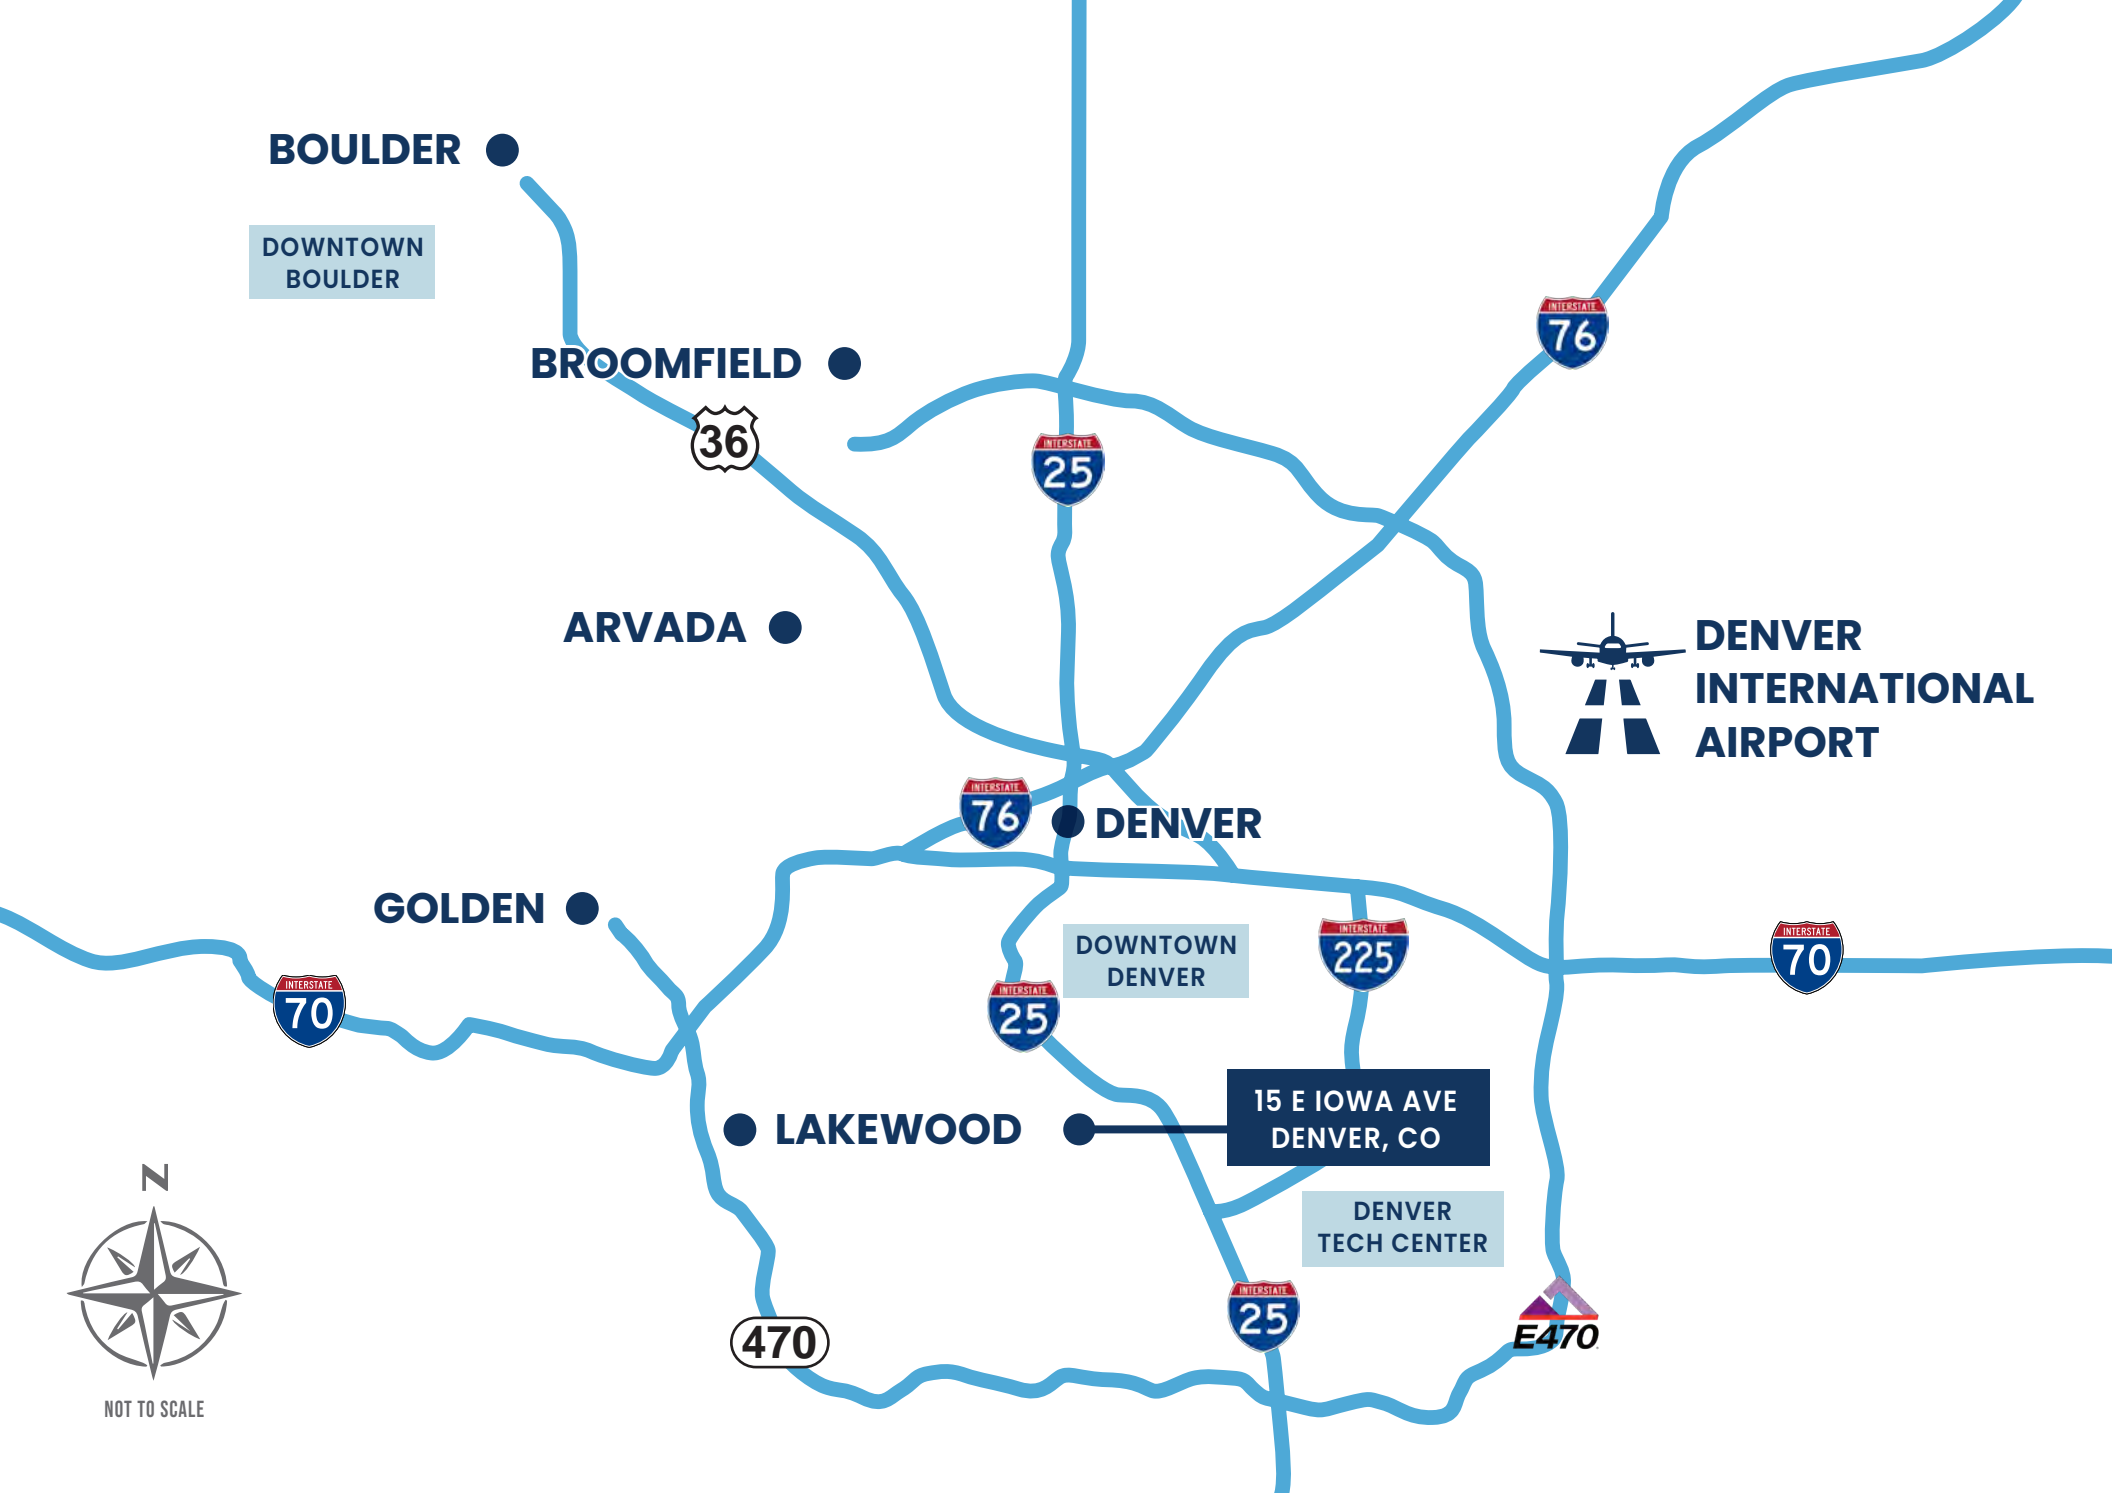 BOULDER
DOWNTOWN
BOULDER
BROOMFIELD
36
INTERSTATE
25
INTERSTATE
76
ARVADA
DENVER
INTERNATIONAL
AIRPORT
INTERSTATE
76
DENVER
GOLDEN
INTERSTATE
70
DOWNTOWN
DENVER
INTERSTATE
25
INTERSTATE
225
INTERSTATE
70
LAKEWOOD
15 E IOWA AVE
DENVER, CO
DENVER
TECH CENTER
INTERSTATE
25
470
E470
N
NOT TO SCALE